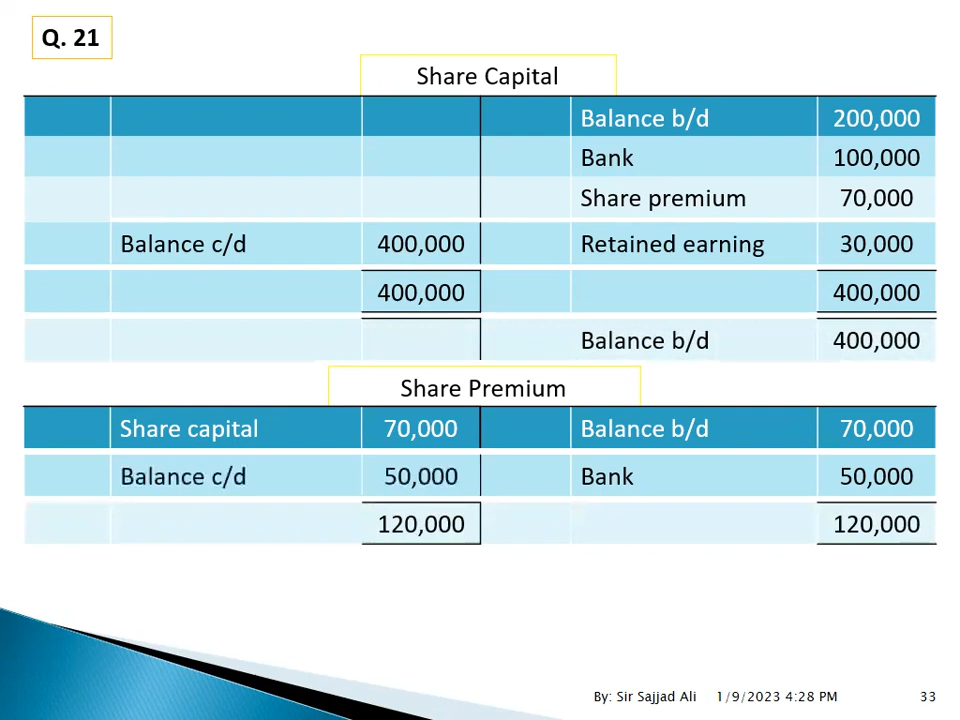 Q. 21
Share Capital
Balance b/d 200,000
Bank 100,000
Share premium 70,000
Balance c/d 400,000 Retained earning 30,000
400,000 400,000
Balance b/d 400,000
Share Premium
Share capital 70,000 Balance b/d 70,000
Balance c/d 50,000 Bank 50,000
120,000 120,000
By: Sir Sajjad Ali 1/9/2023 4:28 PM 33